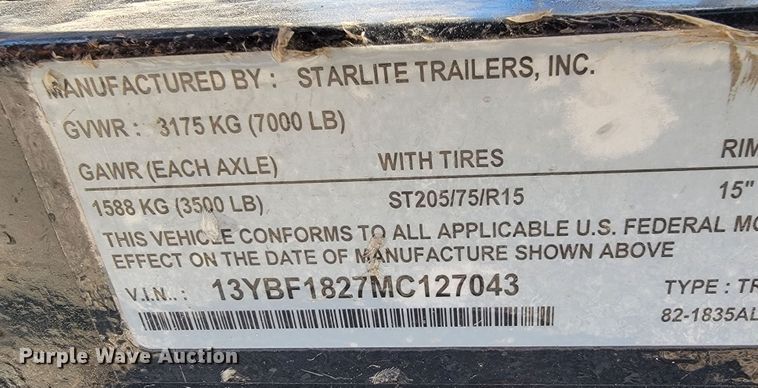 MANUFACTURED BY : STARLITE TRAILERS, INC.
GVWR : 3175 KG (7000 LB)
GAWR (EACH AXLE) WITH TIRES RIM
1588 KG (3500 LB) ST205/75/R15 15"
THIS VEHICLE CONFORMS TO ALL APPLICABLE U.S. FEDERAL MO
EFFECT ON THE DATE OF MANUFACTURE SHOWN ABOVE
V.I.N.. : 13YBF1827MC127043 TYPE : TR
82-1835AL
Purple Wave Auction